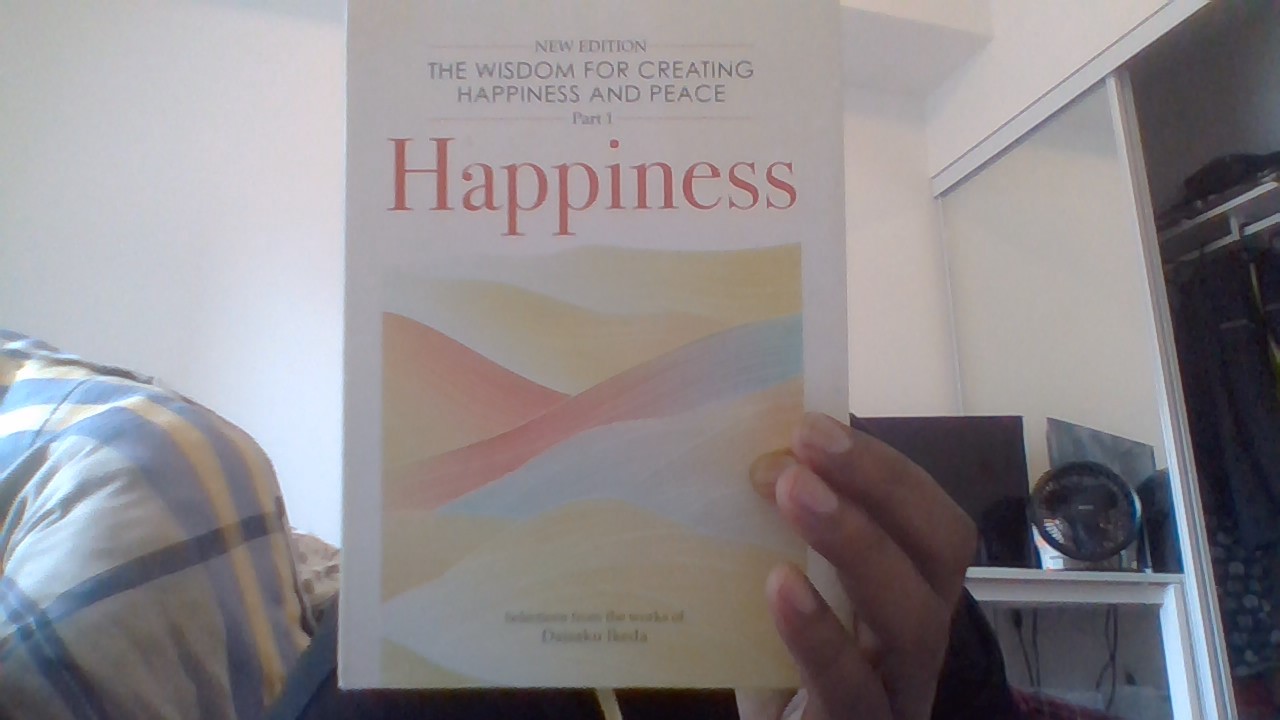 NEW EDITION
THE WISDOM FOR CREATING
HAPPINESS AND PEACE
Part 1
Happiness
Selections from the works of
Daisaku Ikeda